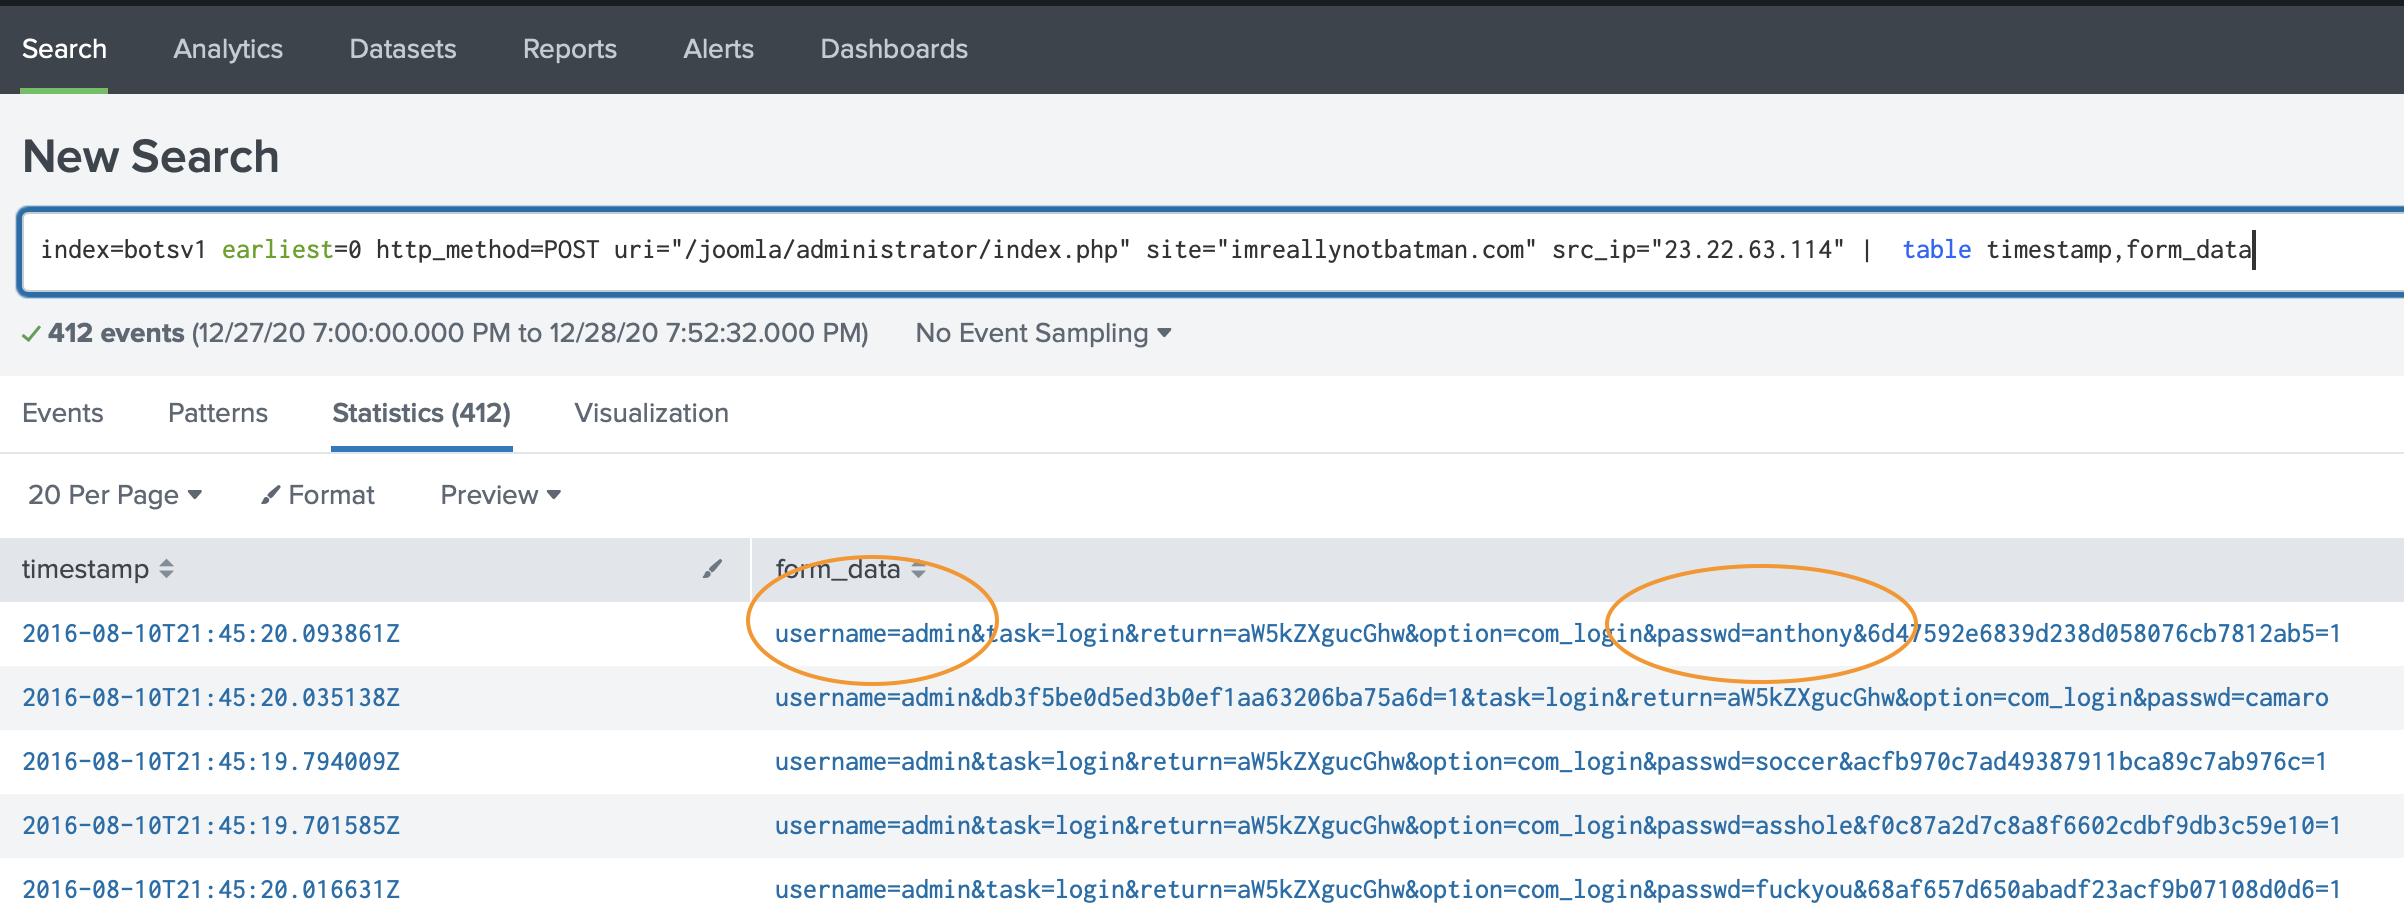 Search Analytics Datasets Reports Alerts Dashboards
New Search
index=botsv1 earliest=0 http_method=POST uri="/joomla/administrator/index.php" site="imreallynotbatman.com" src_ip="23.22.63.114" | table timestamp,form_data
412 events (12/27/20 7:00:00.000 PM to 12/28/20 7:52:32.000 PM) No Event Sampling
Events Patterns Statistics (412) Visualization
20 Per Page Format Preview
timestamp form_data
2016-08-10T21:45:20.093861Z username=admin&task=login&return=aW5kZXgucGhw&option=com_login&passwd=anthony&6d47592e6839d238d058076cb7812ab5=1
2016-08-10T21:45:20.035138Z username=admin&db3f5be0d5ed3b0ef1aa63206ba75a6d=1&task=login&return=aW5kZXgucGhw&option=com_login&passwd=camaro
2016-08-10T21:45:19.794009Z username=admin&task=login&return=aW5kZXgucGhw&option=com_login&passwd=soccer&acfb970c7ad49387911bca89c7ab976c=1
2016-08-10T21:45:19.701585Z username=admin&task=login&return=aW5kZXgucGhw&option=com_login&passwd=asshole&f0c87a2d7c8a8f6602cdbf9db3c59e10=1
2016-08-10T21:45:20.016631Z username=admin&task=login&return=aW5kZXgucGhw&option=com_login&passwd=fuckyou&68af657d650abadf23acf9b07108d0d6=1